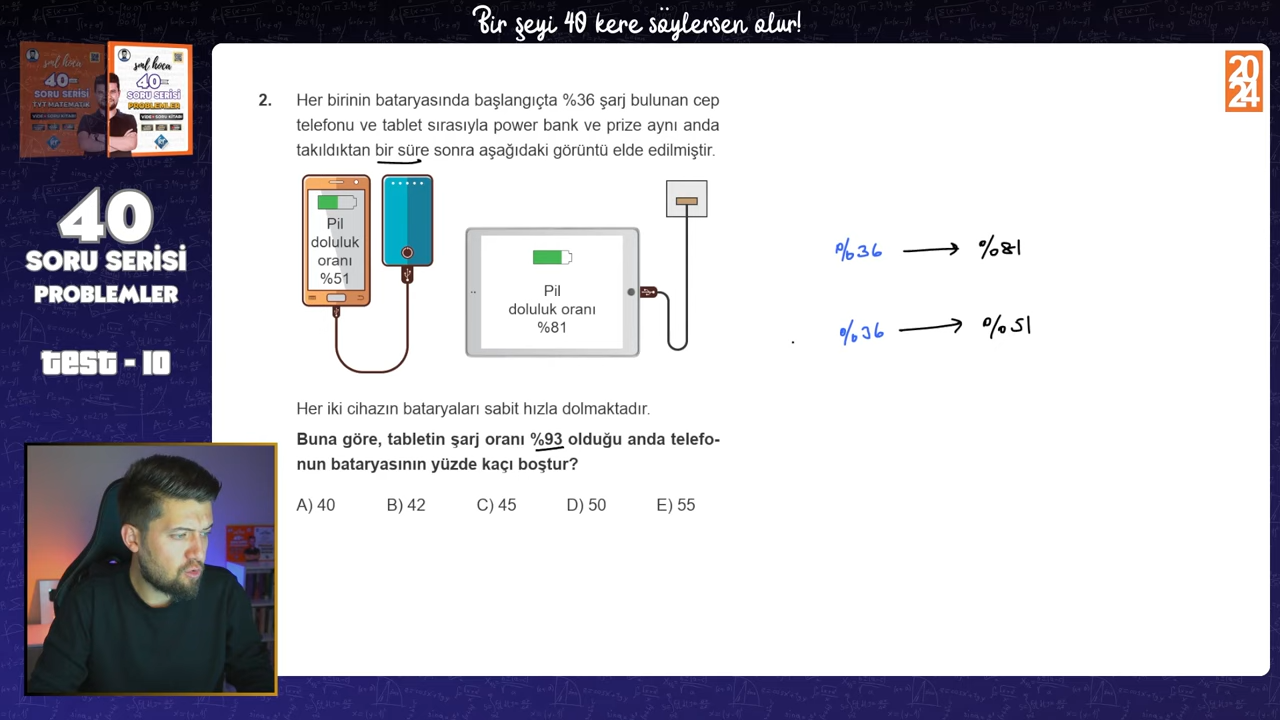 Bir şeyi 40 kere söylersen olur!
40
SORU SERİSİ
PROBLEMLER
TEST - 10
2024
2. Her birinin bataryasında başlangıçta %36 şarj bulunan cep
telefonu ve tablet sırasıyla power bank ve prize aynı anda
takıldıktan bir süre sonra aşağıdaki görüntü elde edilmiştir.
Pil
doluluk
oranı
%51
Pil
doluluk oranı
%81
%36 → %81
%36 → %51
Her iki cihazın bataryaları sabit hızla dolmaktadır.
Buna göre, tabletin şarj oranı %93 olduğu anda telefo-
nun bataryasının yüzde kaçı boştur?
A) 40 B) 42 C) 45 D) 50 E) 55